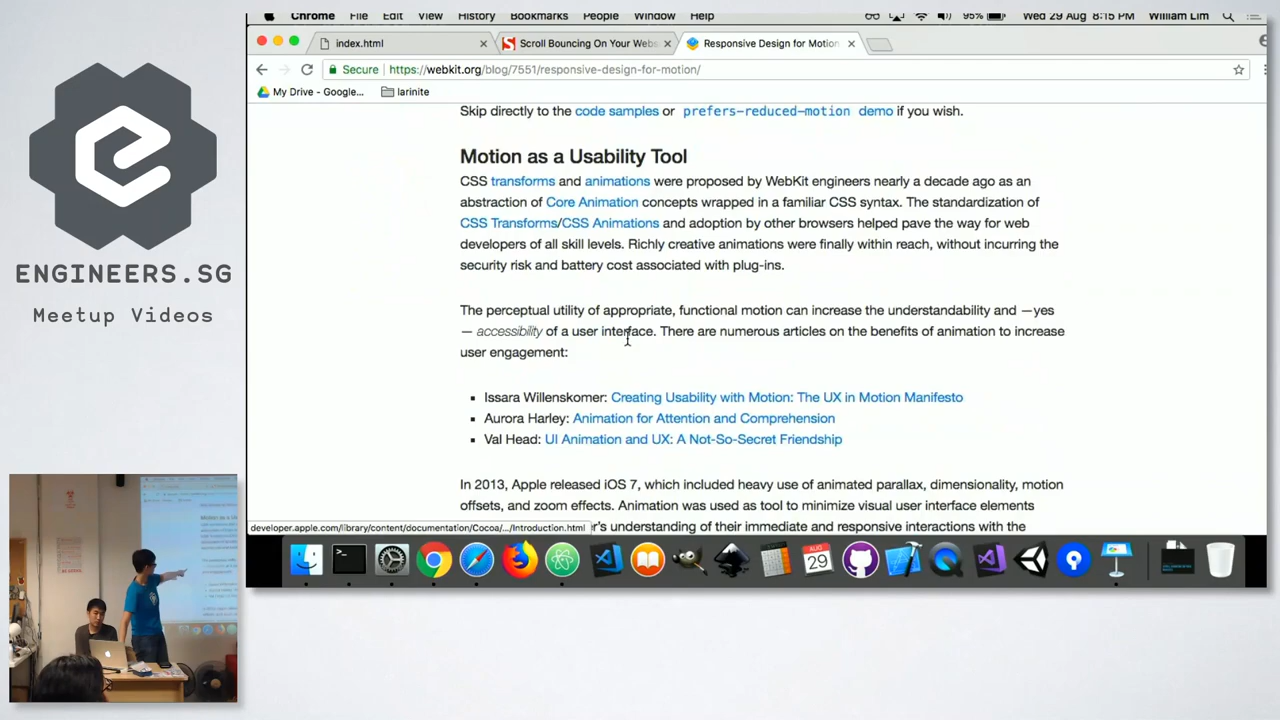 Chrome File Edit View History Bookmarks People Window Help 95% Wed 29 Aug 8:15 PM William Lim
index.html Scroll Bouncing On Your Webs Responsive Design for Motion
Secure https://webkit.org/blog/7551/responsive-design-for-motion/
My Drive - Google... larinite
Skip directly to the code samples or prefers-reduced-motion demo if you wish.
Motion as a Usability Tool
CSS transforms and animations were proposed by WebKit engineers nearly a decade ago as an
abstraction of Core Animation concepts wrapped in a familiar CSS syntax. The standardization of
CSS Transforms/CSS Animations and adoption by other browsers helped pave the way for web
developers of all skill levels. Richly creative animations were finally within reach, without incurring the
security risk and battery cost associated with plug-ins.
The perceptual utility of appropriate, functional motion can increase the understandability and —yes
— accessibility of a user interface. There are numerous articles on the benefits of animation to increase
user engagement:
Issara Willenskomer: Creating Usability with Motion: The UX in Motion Manifesto
Aurora Harley: Animation for Attention and Comprehension
Val Head: UI Animation and UX: A Not-So-Secret Friendship
In 2013, Apple released iOS 7, which included heavy use of animated parallax, dimensionality, motion
offsets, and zoom effects. Animation was used as tool to minimize visual user interface elements
developer.apple.com/library/content/documentation/Cocoa/.../Introduction.html r's understanding of their immediate and responsive interactions with the
AUG
29
ENGINEERS.SG
Meetup Videos